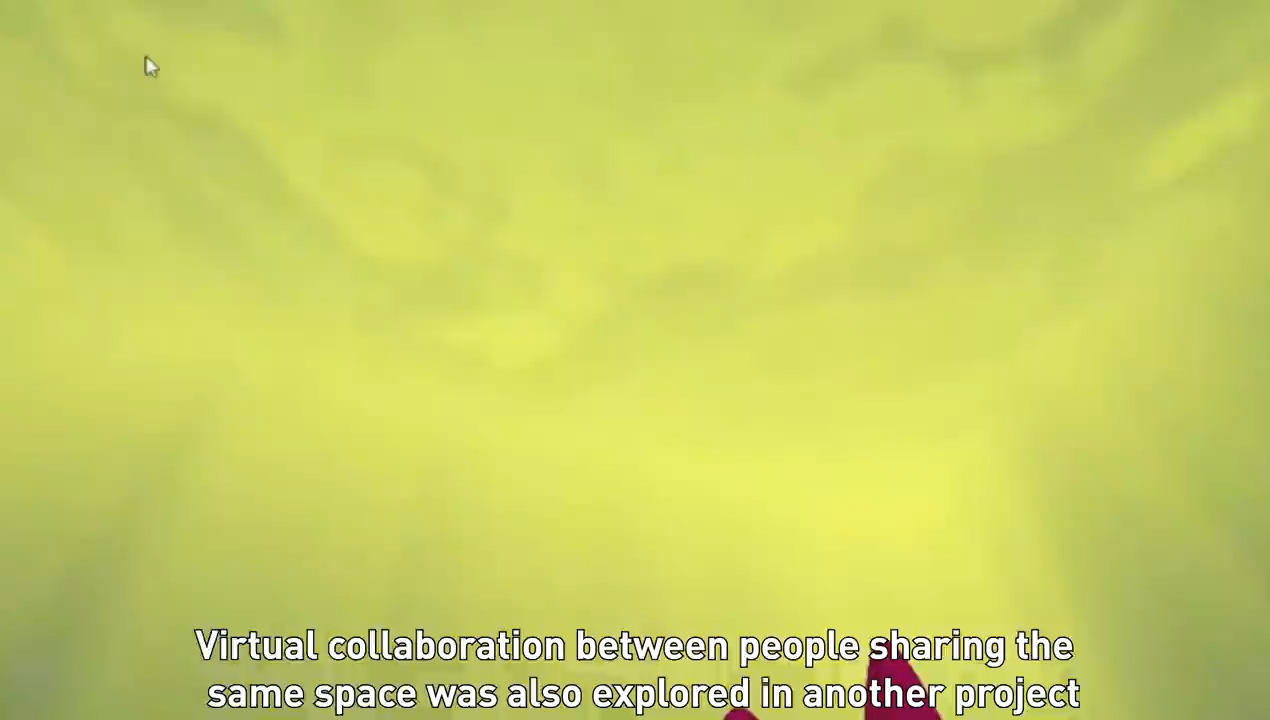 Virtual collaboration between people sharing the
same space was also explored in another project